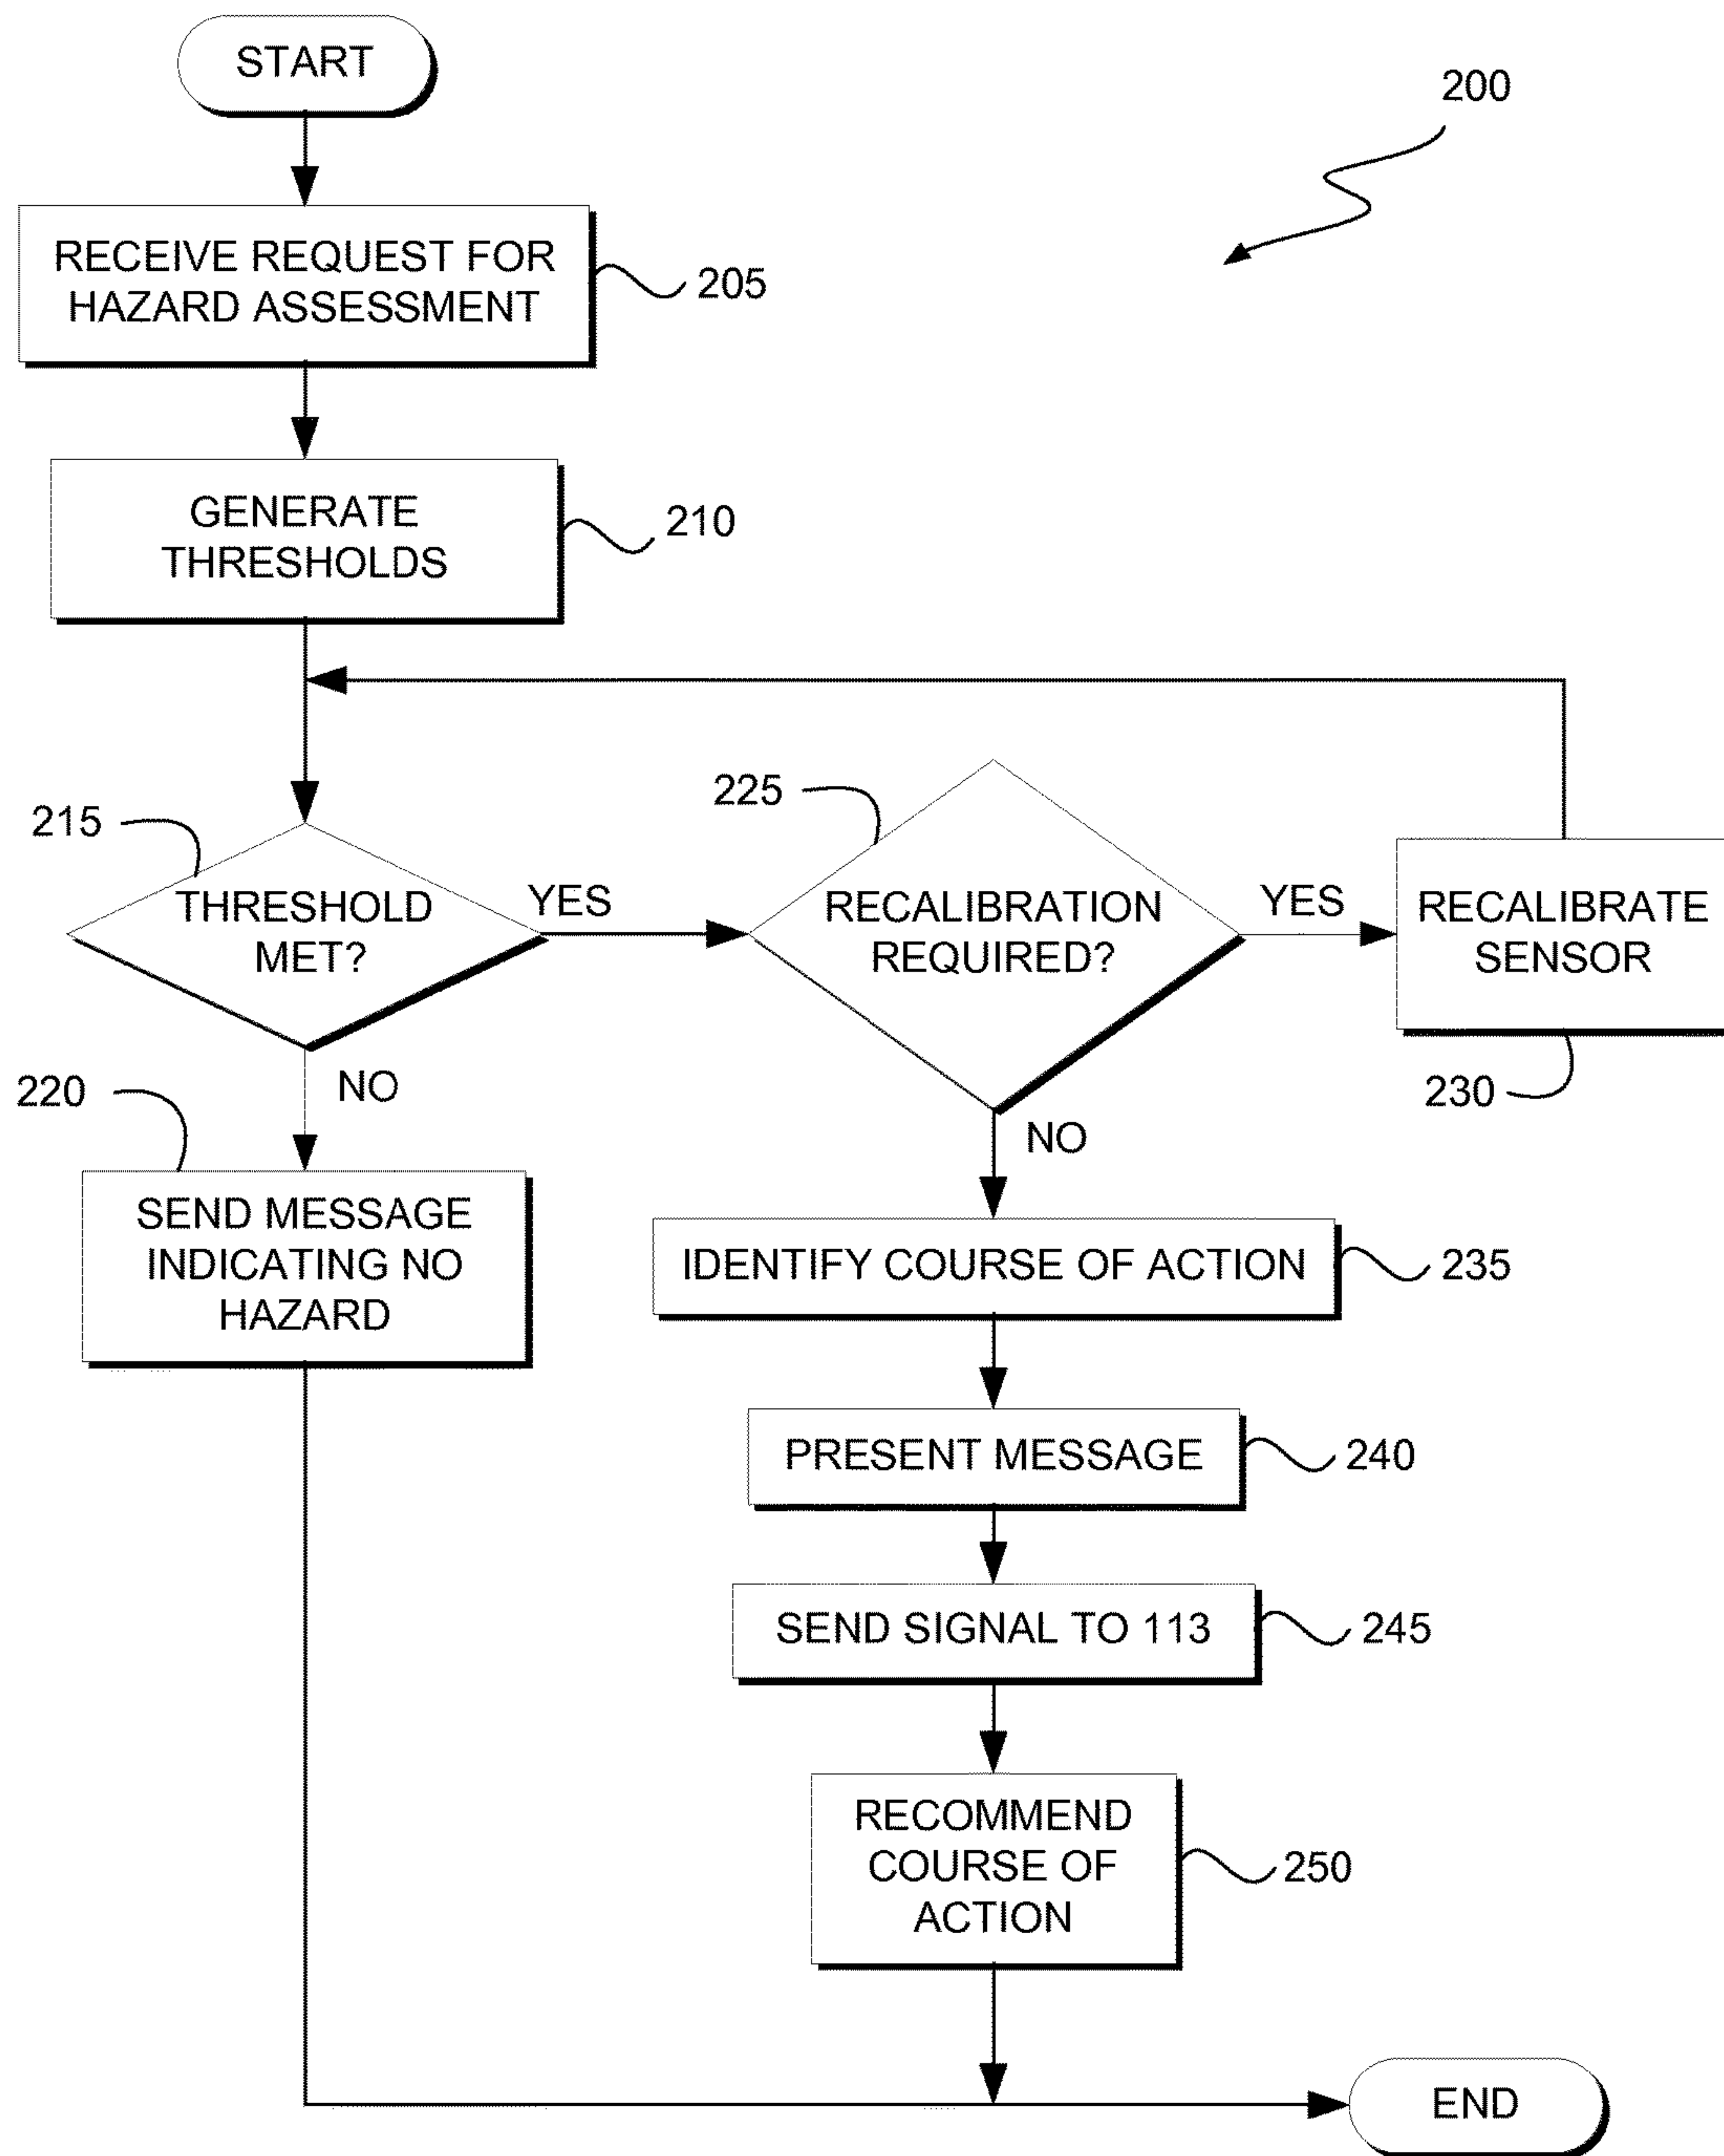 START
200
RECEIVE REQUEST FOR
HAZARD ASSESSMENT
205
GENERATE
THRESHOLDS
210
215
THRESHOLD
MET?
YES
NO
225
RECALIBRATION
REQUIRED?
YES
NO
RECALIBRATE
SENSOR
230
220
SEND MESSAGE
INDICATING NO
HAZARD
IDENTIFY COURSE OF ACTION
235
PRESENT MESSAGE
240
SEND SIGNAL TO 113
245
RECOMMEND
COURSE OF
ACTION
250
END